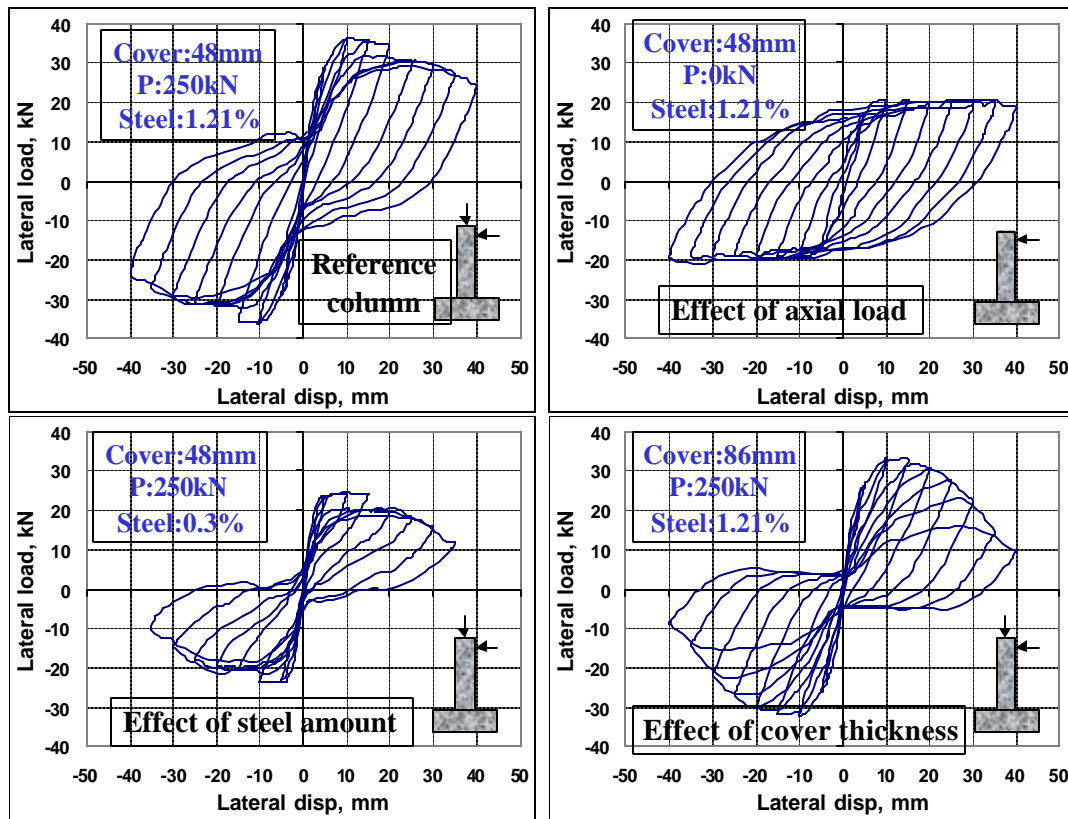 40
30
20
10
0
-10
-20
-30
-40
Lateral load, kN
Cover:48mm
P:250kN
Steel:1.21%
Reference
column
-50 -40 -30 -20 -10 0 10 20 30 40 50
Lateral disp, mm
40
30
20
10
0
-10
-20
-30
-40
Lateral load, kN
Cover:48mm
P:0kN
Steel:1.21%
Effect of axial load
-50 -40 -30 -20 -10 0 10 20 30 40 50
Lateral disp, mm
40
30
20
10
0
-10
-20
-30
-40
Lateral load, kN
Cover:48mm
P:250kN
Steel:0.3%
Effect of steel amount
-50 -40 -30 -20 -10 0 10 20 30 40 50
Lateral disp, mm
40
30
20
10
0
-10
-20
-30
-40
Lateral load, kN
Cover:86mm
P:250kN
Steel:1.21%
Effect of cover thickness
-50 -40 -30 -20 -10 0 10 20 30 40 50
Lateral disp, mm